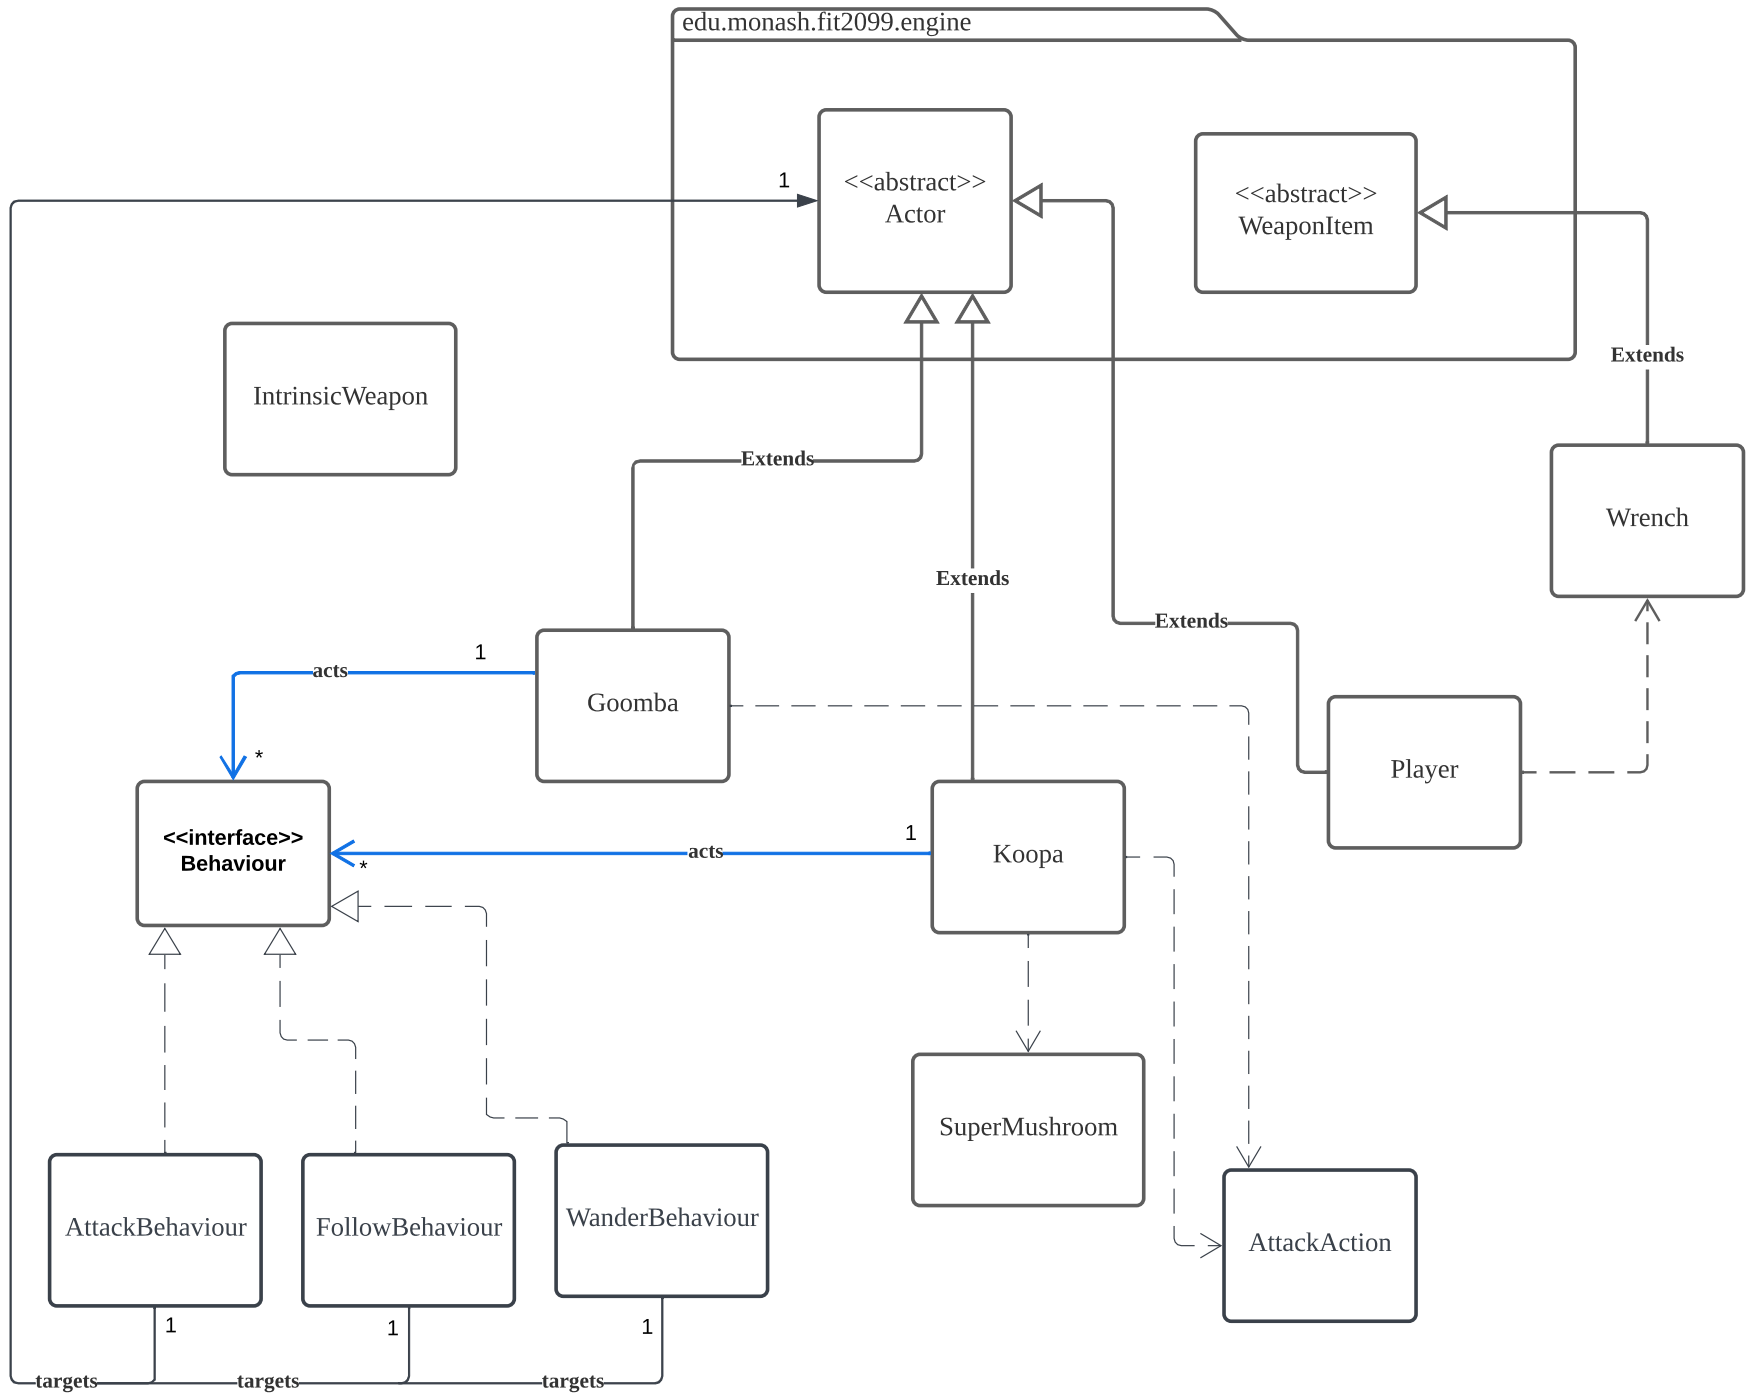 edu.monash.fit2099.engine
1
<<abstract>>
Actor
<<abstract>>
WeaponItem
Extends
IntrinsicWeapon
Extends
Wrench
Extends
Extends
1
acts
Goomba
*
Player
<<interface>>
Behaviour
1
acts
*
Koopa
SuperMushroom
AttackBehaviour
FollowBehaviour
WanderBehaviour
AttackAction
1
1
1
targets
targets
targets